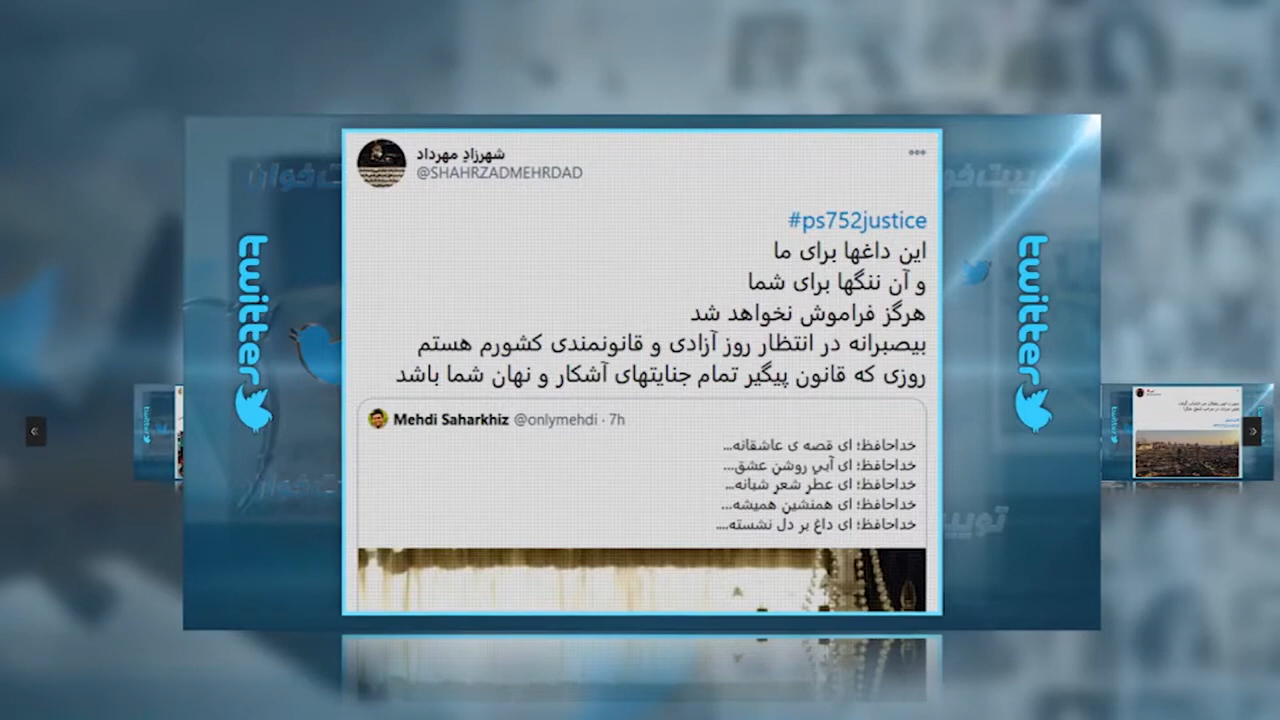 شهرزادِ مهرداد
@SHAHRZADMEHRDAD
#ps752justice
این داغها برای ما
و آن ننگها برای شما
هرگز فراموش نخواهد شد
بیصبرانه در انتظار روز آزادی و قانونمندی کشورم هستم
روزی که قانون پیگیر تمام جنایتهای آشکار و نهان شما باشد
Mehdi Saharkhiz @onlymehdi · 7h
خداحافظ؛ ای قصه ی عاشقانه...
خداحافظ؛ ای آبیِ روشنِ عشق...
خداحافظ؛ ای عطرِ شعرِ شبانه...
خداحافظ؛ ای همنشین همیشه...
خداحافظ؛ ای داغ بر دل نشسته....
twitter
twitter